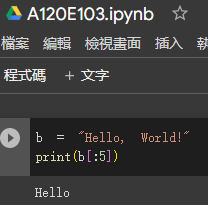 A120E103.ipynb
檔案 編輯 檢視畫面 插入
程式碼 + 文字
b = "Hello, World!"
print(b[:5])
Hello